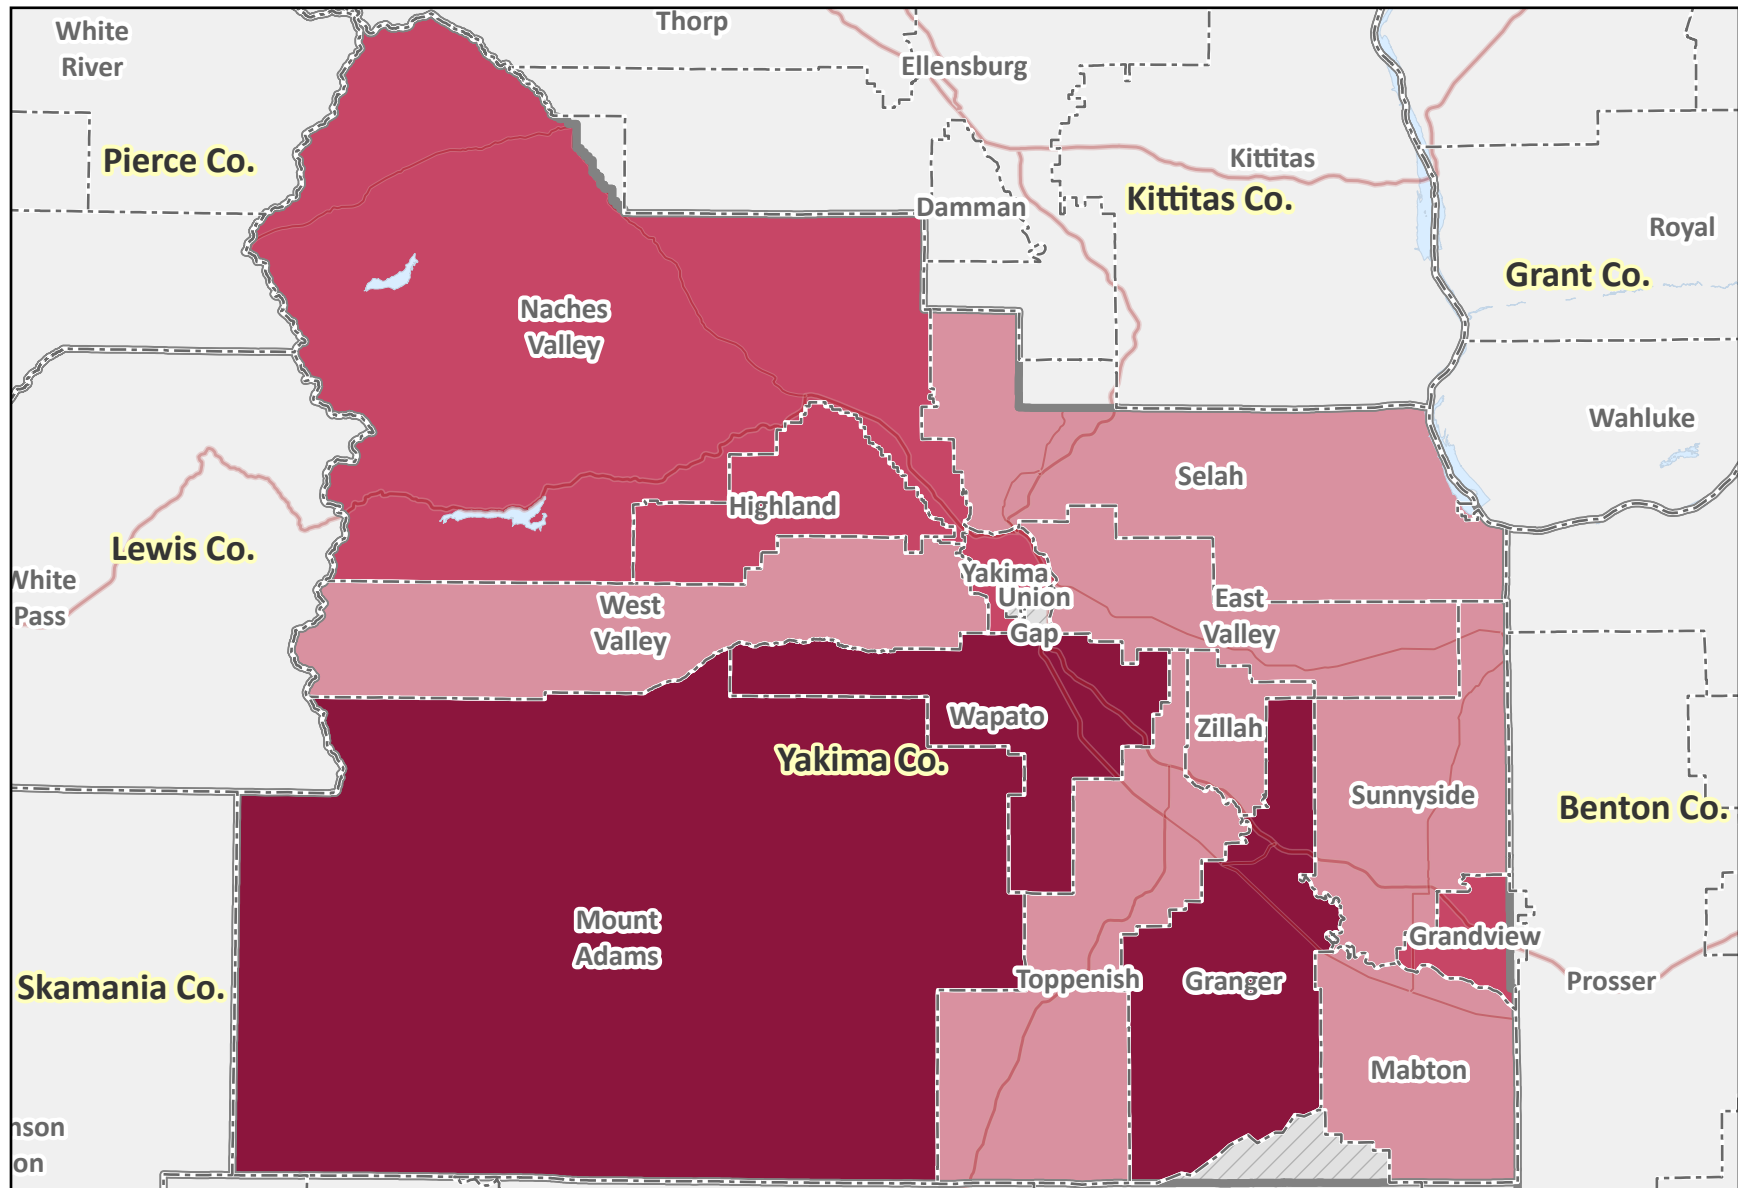 Thorp
White
River
Ellensburg
Pierce Co.
Kittitas
Kittitas Co.
Damman
Royal
Grant Co.
Naches
Valley
Wahluke
Selah
Highland
Lewis Co.
White
Pass
Yakima
Union
Gap
West
Valley
East
Valley
Wapato
Zillah
Yakima Co.
Sunnyside
Benton Co.
Mount
Adams
Grandview
Skamania Co.
Toppenish
Granger
Prosser
Mabton
nson
on